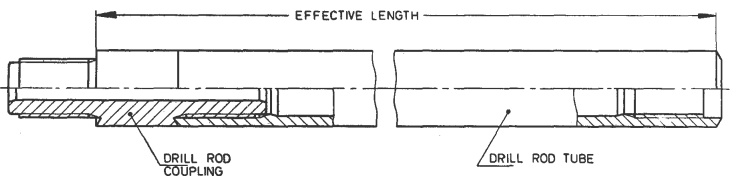 EFFECTIVE LENGTH
DRILL ROD
COUPLING
DRILL ROD TUBE